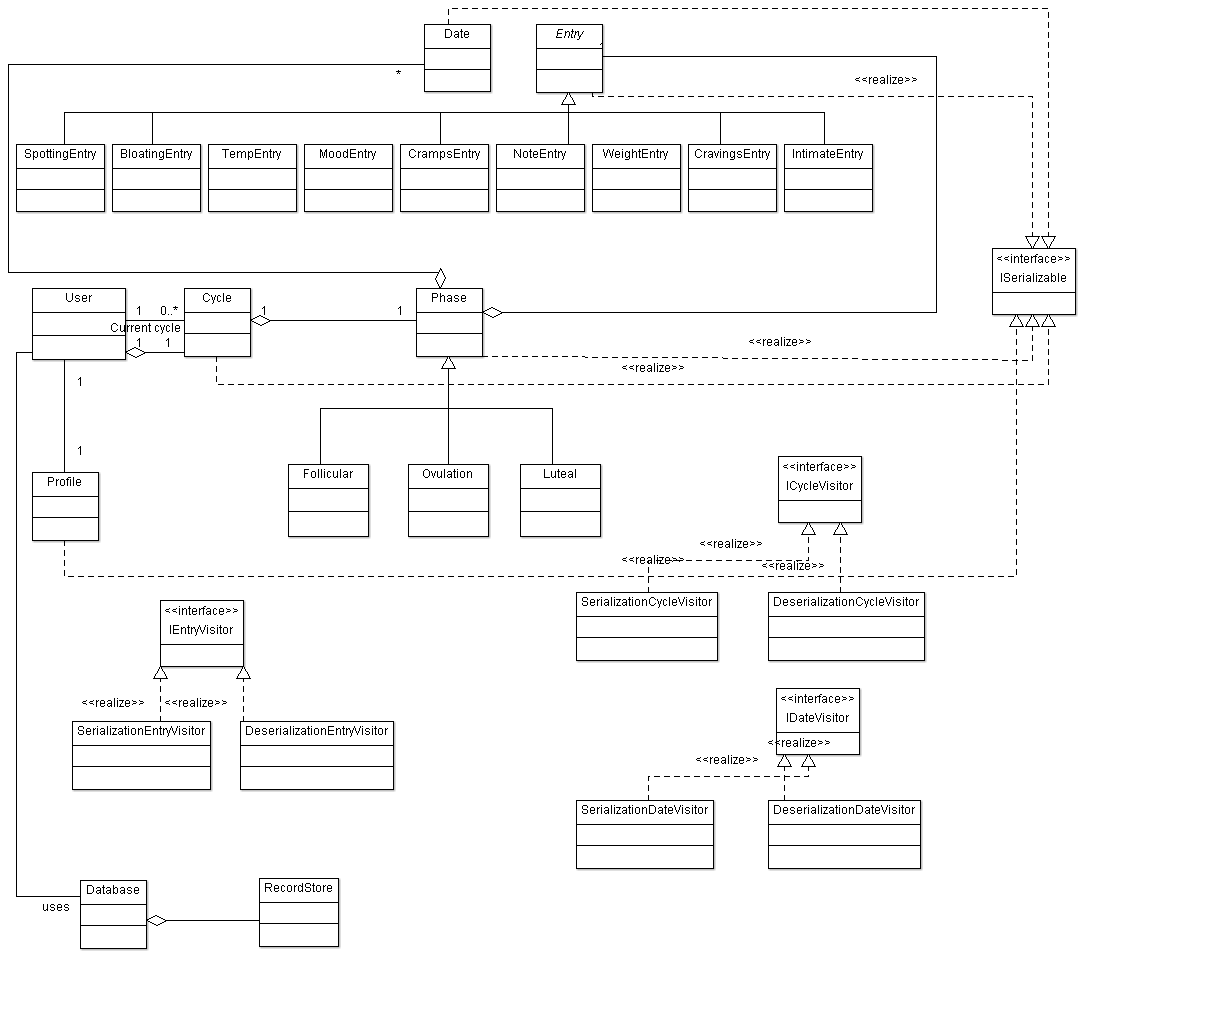 Date
Entry
*
<<realize>>
SpottingEntry
BloatingEntry
TempEntry
MoodEntry
CrampsEntry
NoteEntry
WeightEntry
CravingsEntry
IntimateEntry
<<interface>>
ISerializable
User
Cycle
Phase
1
0..*
1
1
Current cycle
1
1
<<realize>>
<<realize>>
1
1
Profile
Follicular
Ovulation
Luteal
<<interface>>
ICycleVisitor
<<realize>>
<<realize>>
<<realize>>
SerializationCycleVisitor
DeserializationCycleVisitor
<<interface>>
IEntryVisitor
<<realize>>
<<realize>>
SerializationEntryVisitor
DeserializationEntryVisitor
<<interface>>
IDateVisitor
<<realize>>
<<realize>>
SerializationDateVisitor
DeserializationDateVisitor
Database
RecordStore
uses